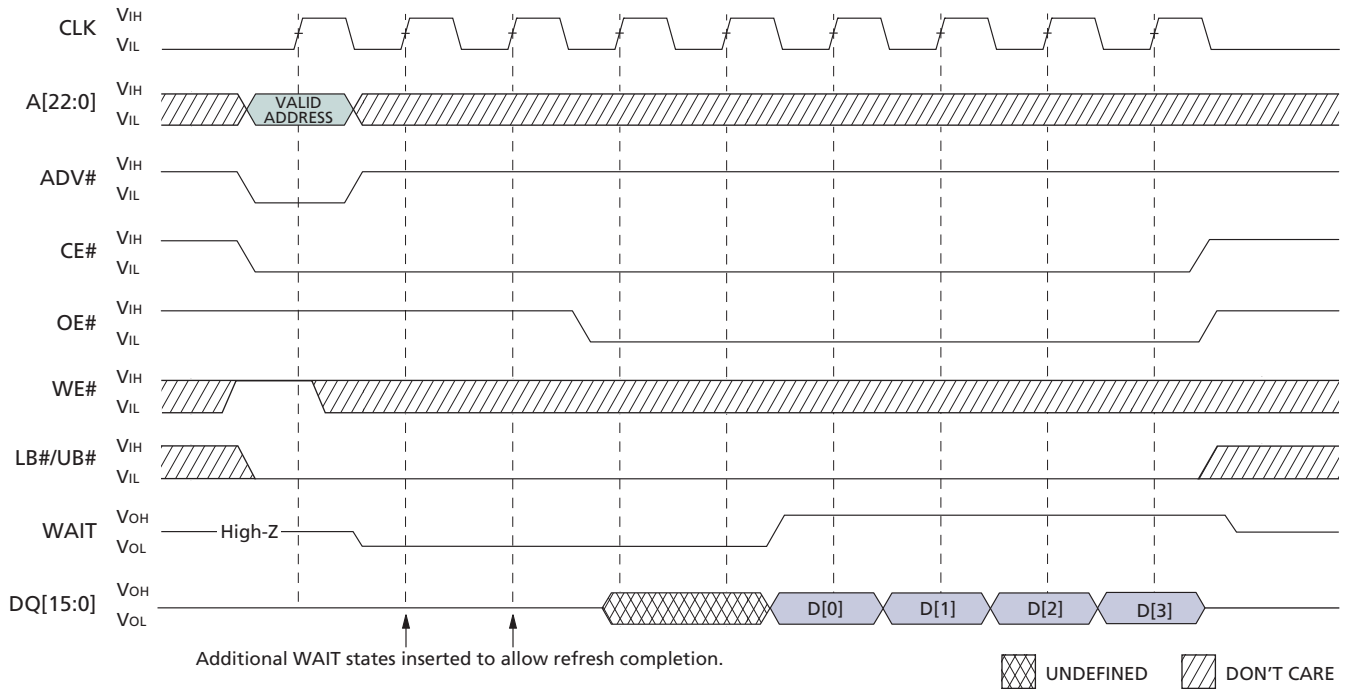 CLK VIH
VIL
A[22:0] VIH
VIL
VALID
ADDRESS
ADV# VIH
VIL
CE# VIH
VIL
OE# VIH
VIL
WE# VIH
VIL
LB#/UB# VIH
VIL
WAIT VOH
VOL
High-Z
DQ[15:0] VOH
VOL
D[0] D[1] D[2] D[3]
Additional WAIT states inserted to allow refresh completion.
UNDEFINED DON'T CARE